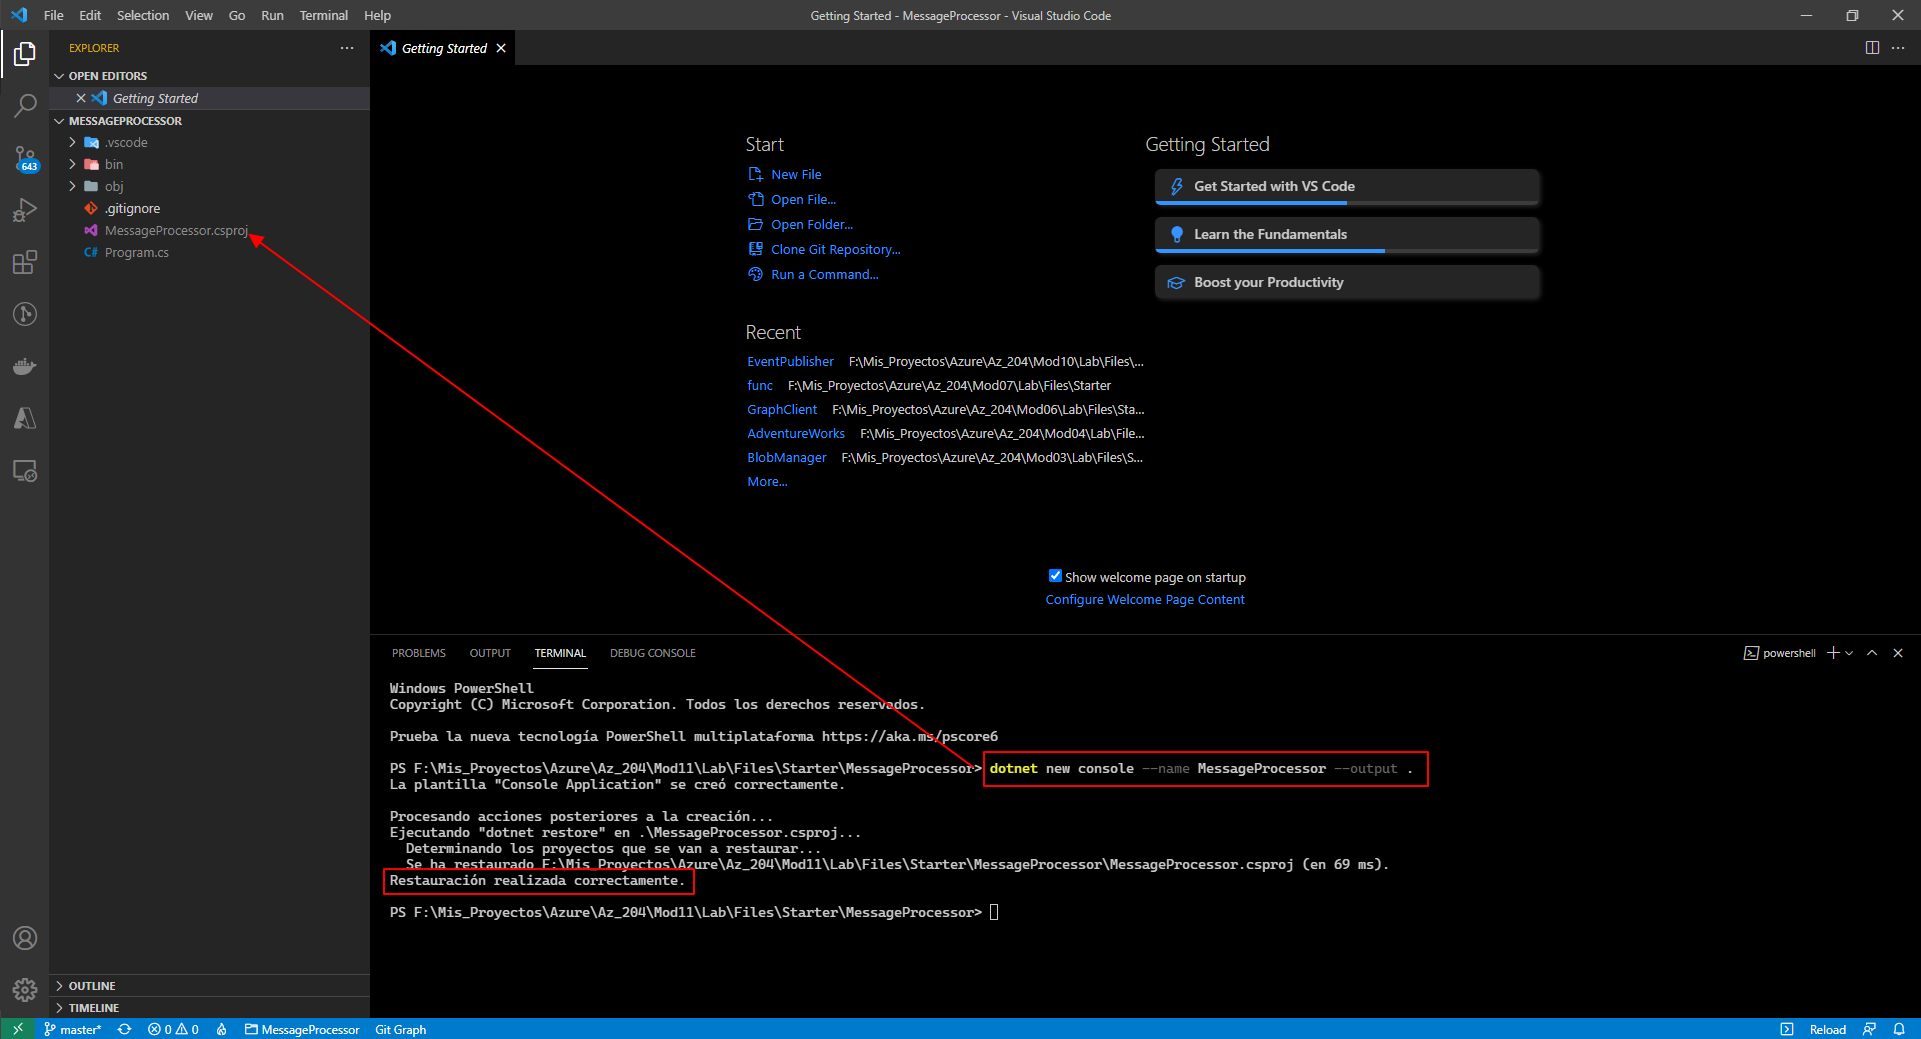 File Edit Selection View Go Run Terminal Help
Getting Started - MessageProcessor - Visual Studio Code
EXPLORER
OPEN EDITORS
Getting Started
MESSAGEPROCESSOR
.vscode
bin
obj
.gitignore
MessageProcessor.csproj
C# Program.cs
643
OUTLINE
TIMELINE
Getting Started
Start
New File
Open File...
Open Folder...
Clone Git Repository...
Run a Command...
Recent
EventPublisher F:\Mis_Proyectos\Azure\Az_204\Mod10\Lab\Files\...
func F:\Mis_Proyectos\Azure\Az_204\Mod07\Lab\Files\Starter
GraphClient F:\Mis_Proyectos\Azure\Az_204\Mod06\Lab\Files\Sta...
AdventureWorks F:\Mis_Proyectos\Azure\Az_204\Mod04\Lab\File...
BlobManager F:\Mis_Proyectos\Azure\Az_204\Mod03\Lab\Files\S...
More...
Getting Started
Get Started with VS Code
Learn the Fundamentals
Boost your Productivity
Show welcome page on startup
Configure Welcome Page Content
PROBLEMS OUTPUT TERMINAL DEBUG CONSOLE
powershell
Windows PowerShell
Copyright (C) Microsoft Corporation. Todos los derechos reservados.
Prueba la nueva tecnología PowerShell multiplataforma https://aka.ms/pscore6
PS F:\Mis_Proyectos\Azure\Az_204\Mod11\Lab\Files\Starter\MessageProcessor> dotnet new console --name MessageProcessor --output .
La plantilla "Console Application" se creó correctamente.
Procesando acciones posteriores a la creación...
Ejecutando "dotnet restore" en .\MessageProcessor.csproj...
Determinando los proyectos que se van a restaurar...
Se ha restaurado F:\Mis_Proyectos\Azure\Az_204\Mod11\Lab\Files\Starter\MessageProcessor\MessageProcessor.csproj (en 69 ms).
Restauración realizada correctamente.
PS F:\Mis_Proyectos\Azure\Az_204\Mod11\Lab\Files\Starter\MessageProcessor>
master* 0 0 MessageProcessor Git Graph
Reload